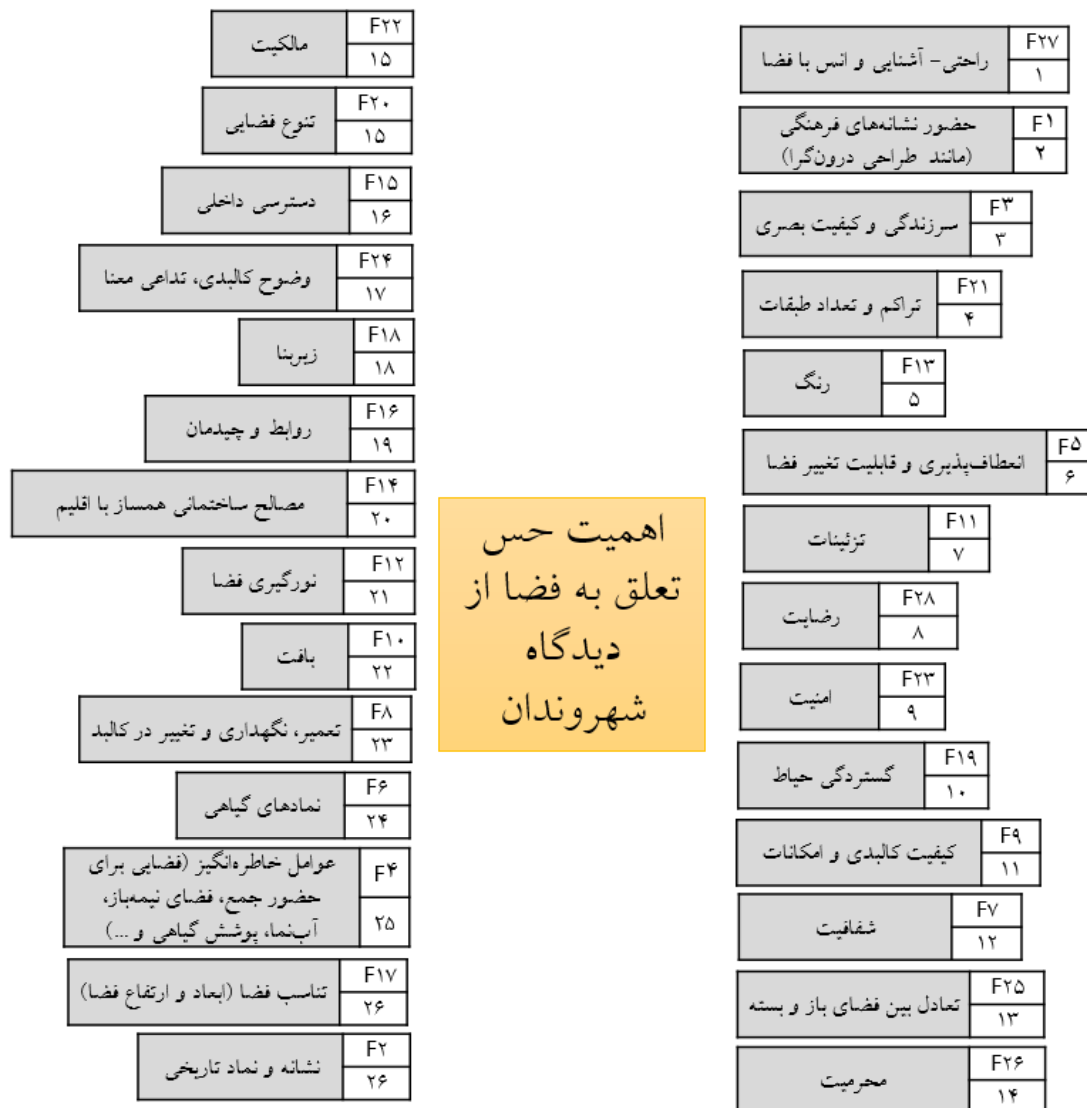 F۲۷
راحتی- آشنایی و انس با فضا
۱
F۱
حضور نشانه‌های فرهنگی
(مانند طراحی درون‌گرا)
۲
F۳
سرزندگی و کیفیت بصری
۳
F۲۱
تراکم و تعداد طبقات
۴
F۱۳
رنگ
۵
F۵
انعطاف‌پذیری و قابلیت تغییر فضا
۶
F۱۱
تزئینات
۷
F۲۸
رضایت
۸
F۲۳
امنیت
۹
F۱۹
گستردگی حیاط
۱۰
F۹
کیفیت کالبدی و امکانات
۱۱
F۷
شفافیت
۱۲
F۲۵
تعادل بین فضای باز و بسته
۱۳
F۲۶
محرمیت
۱۴
اهمیت حس
تعلق به فضا از
دیدگاه
شهروندان
F۲۲
مالکیت
۱۵
F۲۰
تنوع فضایی
۱۵
F۱۵
دسترسی داخلی
۱۶
F۲۴
وضوح کالبدی، تداعی معنا
۱۷
F۱۸
زیربنا
۱۸
F۱۶
روابط و چیدمان
۱۹
F۱۴
مصالح ساختمانی همساز با اقلیم
۲۰
F۱۲
نورگیری فضا
۲۱
F۱۰
بافت
۲۲
F۸
تعمیر، نگهداری و تغییر در کالبد
۲۳
F۶
نمادهای گیاهی
۲۴
F۴
عوامل خاطره‌انگیز (فضایی برای
حضور جمع، فضای نیمه‌باز،
آب‌نما، پوشش گیاهی و ...)
۲۵
F۱۷
تناسب فضا (ابعاد و ارتفاع فضا)
۲۶
F۲
نشانه و نماد تاریخی
۲۶